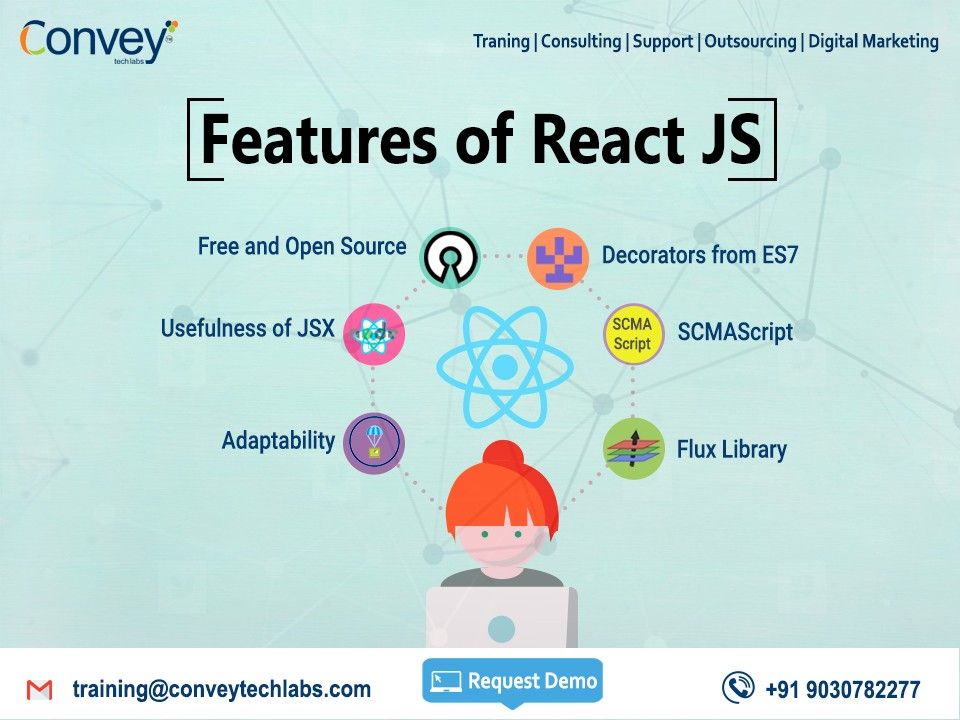 Convey
techlabs
Traning | Consulting | Support | Outsourcing | Digital Marketing
Features of React JS
Free and Open Source
Decorators from ES7
Usefulness of JSX
SCMA
Script
SCMAScript
Adaptability
Flux Library
training@conveytechlabs.com
Request Demo
+91 9030782277